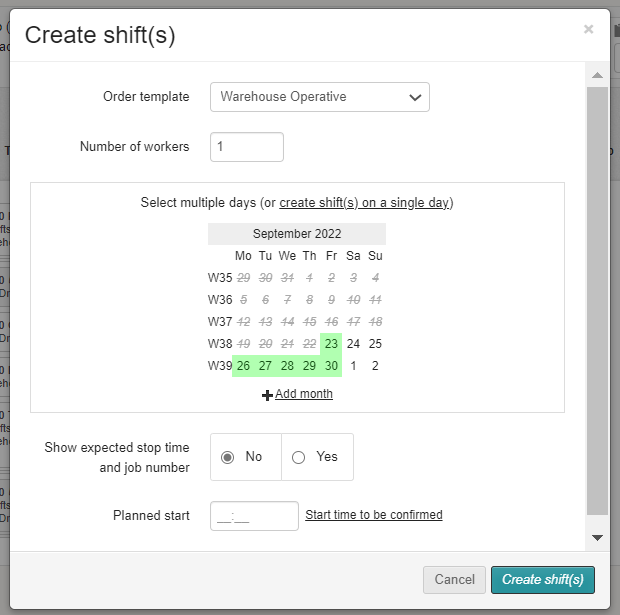 Create shift(s)
×
Order template Warehouse Operative
Number of workers 1
Select multiple days (or create shift(s) on a single day)
September 2022
Mo Tu We Th Fr Sa Su
W35 29 30 31 1 2 3 4
W36 5 6 7 8 9 10 11
W37 12 13 14 15 16 17 18
W38 19 20 21 22 23 24 25
W39 26 27 28 29 30 1 2
+Add month
Show expected stop time
and job number
No Yes
Planned start __:__ Start time to be confirmed
Cancel Create shift(s)